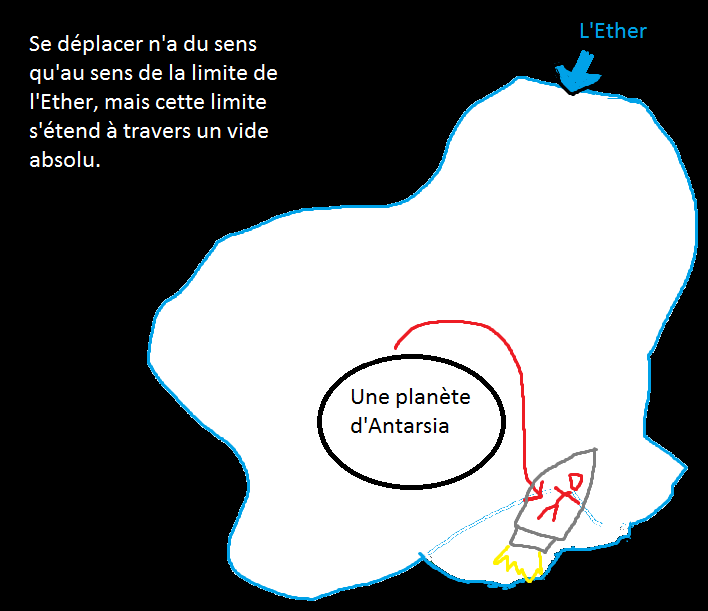 Se déplacer n'a du sens
qu'au sens de la limite de
l'Ether, mais cette limite
s'étend à travers un vide
absolu.
L'Ether
Une planète
d'Antarsia